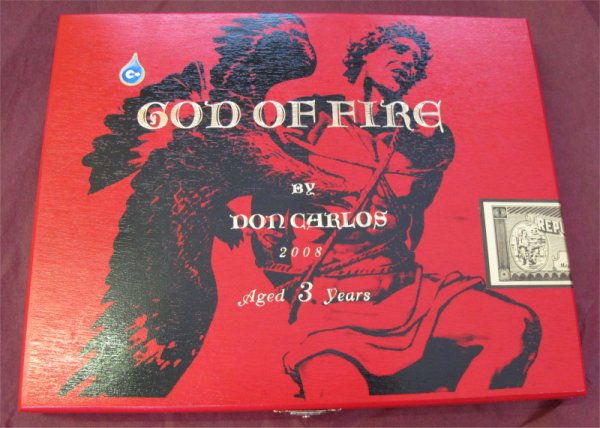 C
GOD OF FIRE
BY
DON CARLOS
2008
Aged 3 Years